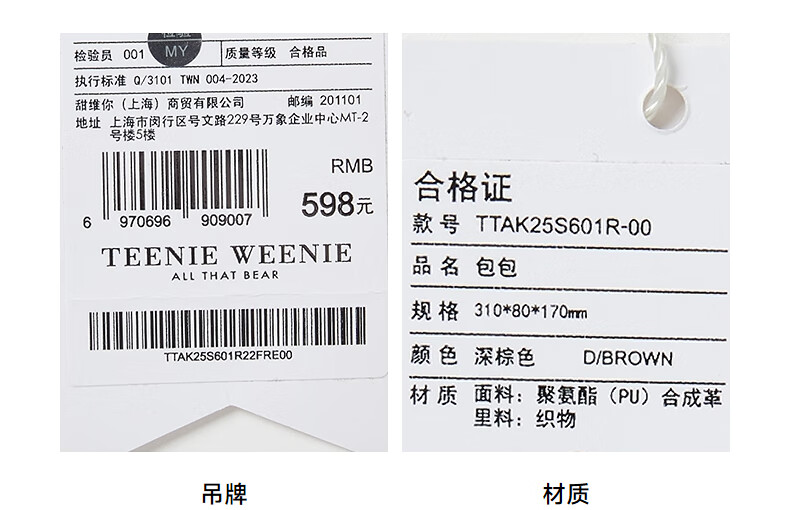 检验
MY
检验员 001 质量等级 合格品
执行标准 Q/3101 TWN 004-2023
甜维你（上海）商贸有限公司 邮编 201101
地址 上海市闵行区号文路229号万象企业中心MT-2
号楼5楼
RMB
598元
6 970696 909007
TEENIE WEENIE
ALL THAT BEAR
TTAK25S601R22FRE00
吊牌
合格证
款号 TTAK25S601R-00
品名 包包
规格 310*80*170mm
颜色 深棕色 D/BROWN
材质 面料：聚氨酯（PU）合成革
里料：织物
材质